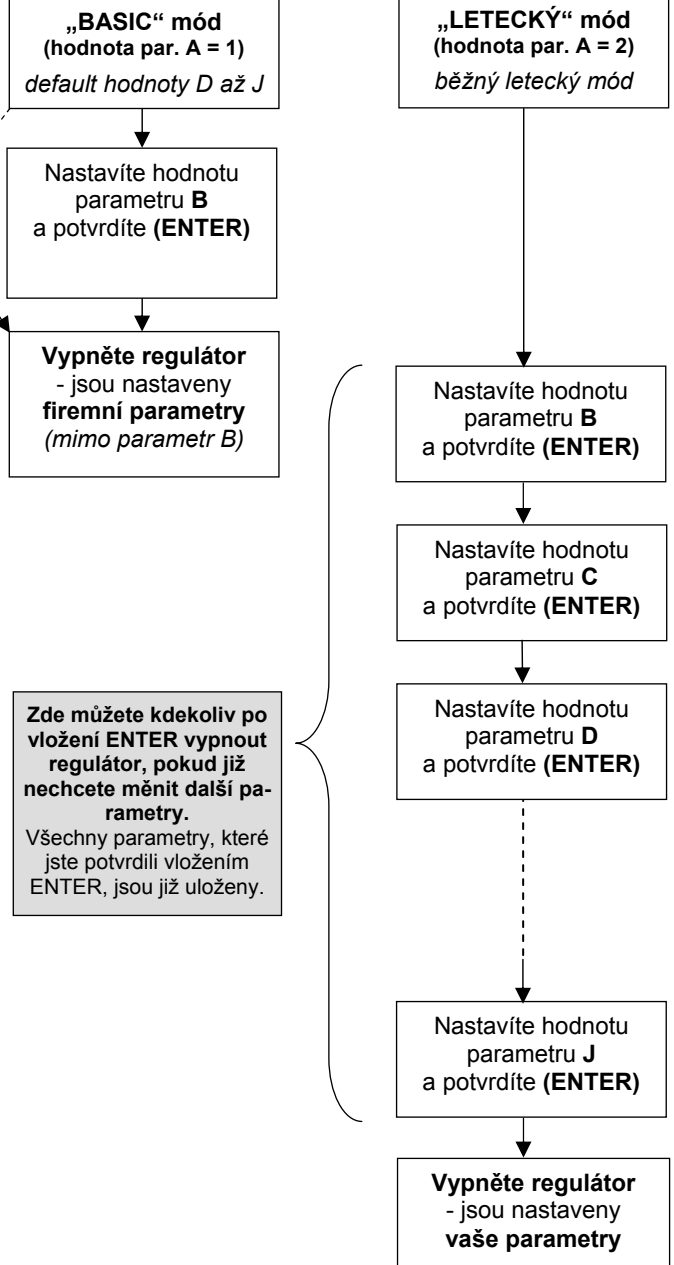 „BASIC“ mód
(hodnota par. A = 1)
default hodnoty D až J
Nastavíte hodnotu
parametru B
a potvrdíte (ENTER)
Vypněte regulátor
- jsou nastaveny
firemní parametry
(mimo parametr B)
„LETECKÝ“ mód
(hodnota par. A = 2)
běžný letecký mód
Nastavíte hodnotu
parametru B
a potvrdíte (ENTER)
Nastavíte hodnotu
parametru C
a potvrdíte (ENTER)
Nastavíte hodnotu
parametru D
a potvrdíte (ENTER)
Zde můžete kdekoliv po
vložení ENTER vypnout
regulátor, pokud již
nechcete měnit další pa-
rametry.
Všechny parametry, které
jste potvrdili vložením
ENTER, jsou již uloženy.
Nastavíte hodnotu
parametru J
a potvrdíte (ENTER)
Vypněte regulátor
- jsou nastaveny
vaše parametry